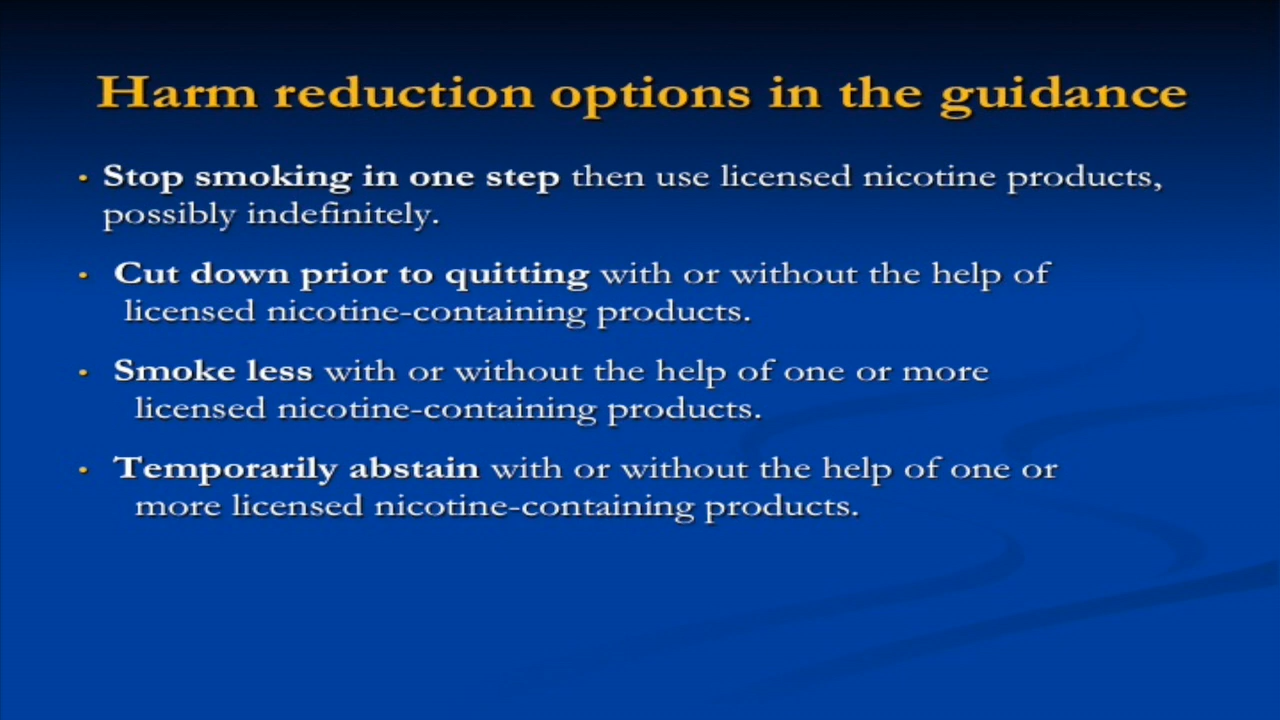 Harm reduction options in the guidance
• Stop smoking in one step then use licensed nicotine products,
possibly indefinitely.
• Cut down prior to quitting with or without the help of
licensed nicotine-containing products.
• Smoke less with or without the help of one or more
licensed nicotine-containing products.
• Temporarily abstain with or without the help of one or
more licensed nicotine-containing products.